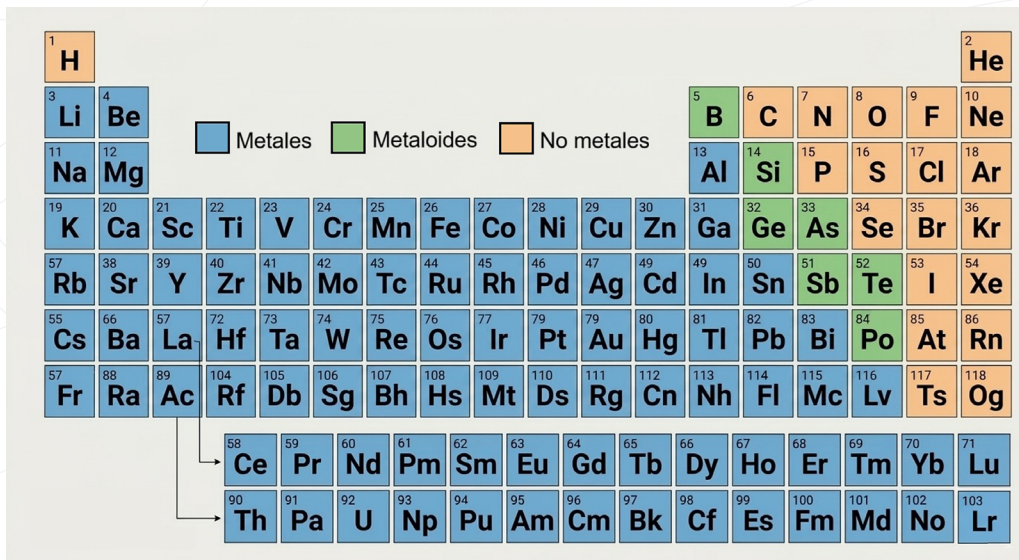 1 2
H He
3 4 5 6 7 8 9 10
Li Be B C N O F Ne
Metales Metaloides No metales
11 12 13 14 15 16 17 18
Na Mg Al Si P S Cl Ar
19 20 21 22 23 24 25 26 27 28 29 30 31 32 33 34 35 36
K Ca Sc Ti V Cr Mn Fe Co Ni Cu Zn Ga Ge As Se Br Kr
57 38 39 40 41 42 43 44 45 46 47 49 49 50 51 52 53 54
Rb Sr Y Zr Nb Mo Tc Ru Rh Pd Ag Cd In Sn Sb Te I Xe
55 66 57 72 73 74 75 76 77 79 79 80 81 82 83 84 85 86
Cs Ba La Hf Ta W Re Os Ir Pt Au Hg Tl Pb Bi Po At Rn
57 88 89 104 105 106 107 108 109 110 111 112 113 114 115 116 117 118
Fr Ra Ac Rf Db Sg Bh Hs Mt Ds Rg Cn Nh Fl Mc Lv Ts Og
58 59 60 61 62 63 64 65 66 67 68 69 70 71
Ce Pr Nd Pm Sm Eu Gd Tb Dy Ho Er Tm Yb Lu
90 91 92 93 94 95 96 97 98 99 100 101 102 103
Th Pa U Np Pu Am Cm Bk Cf Es Fm Md No Lr